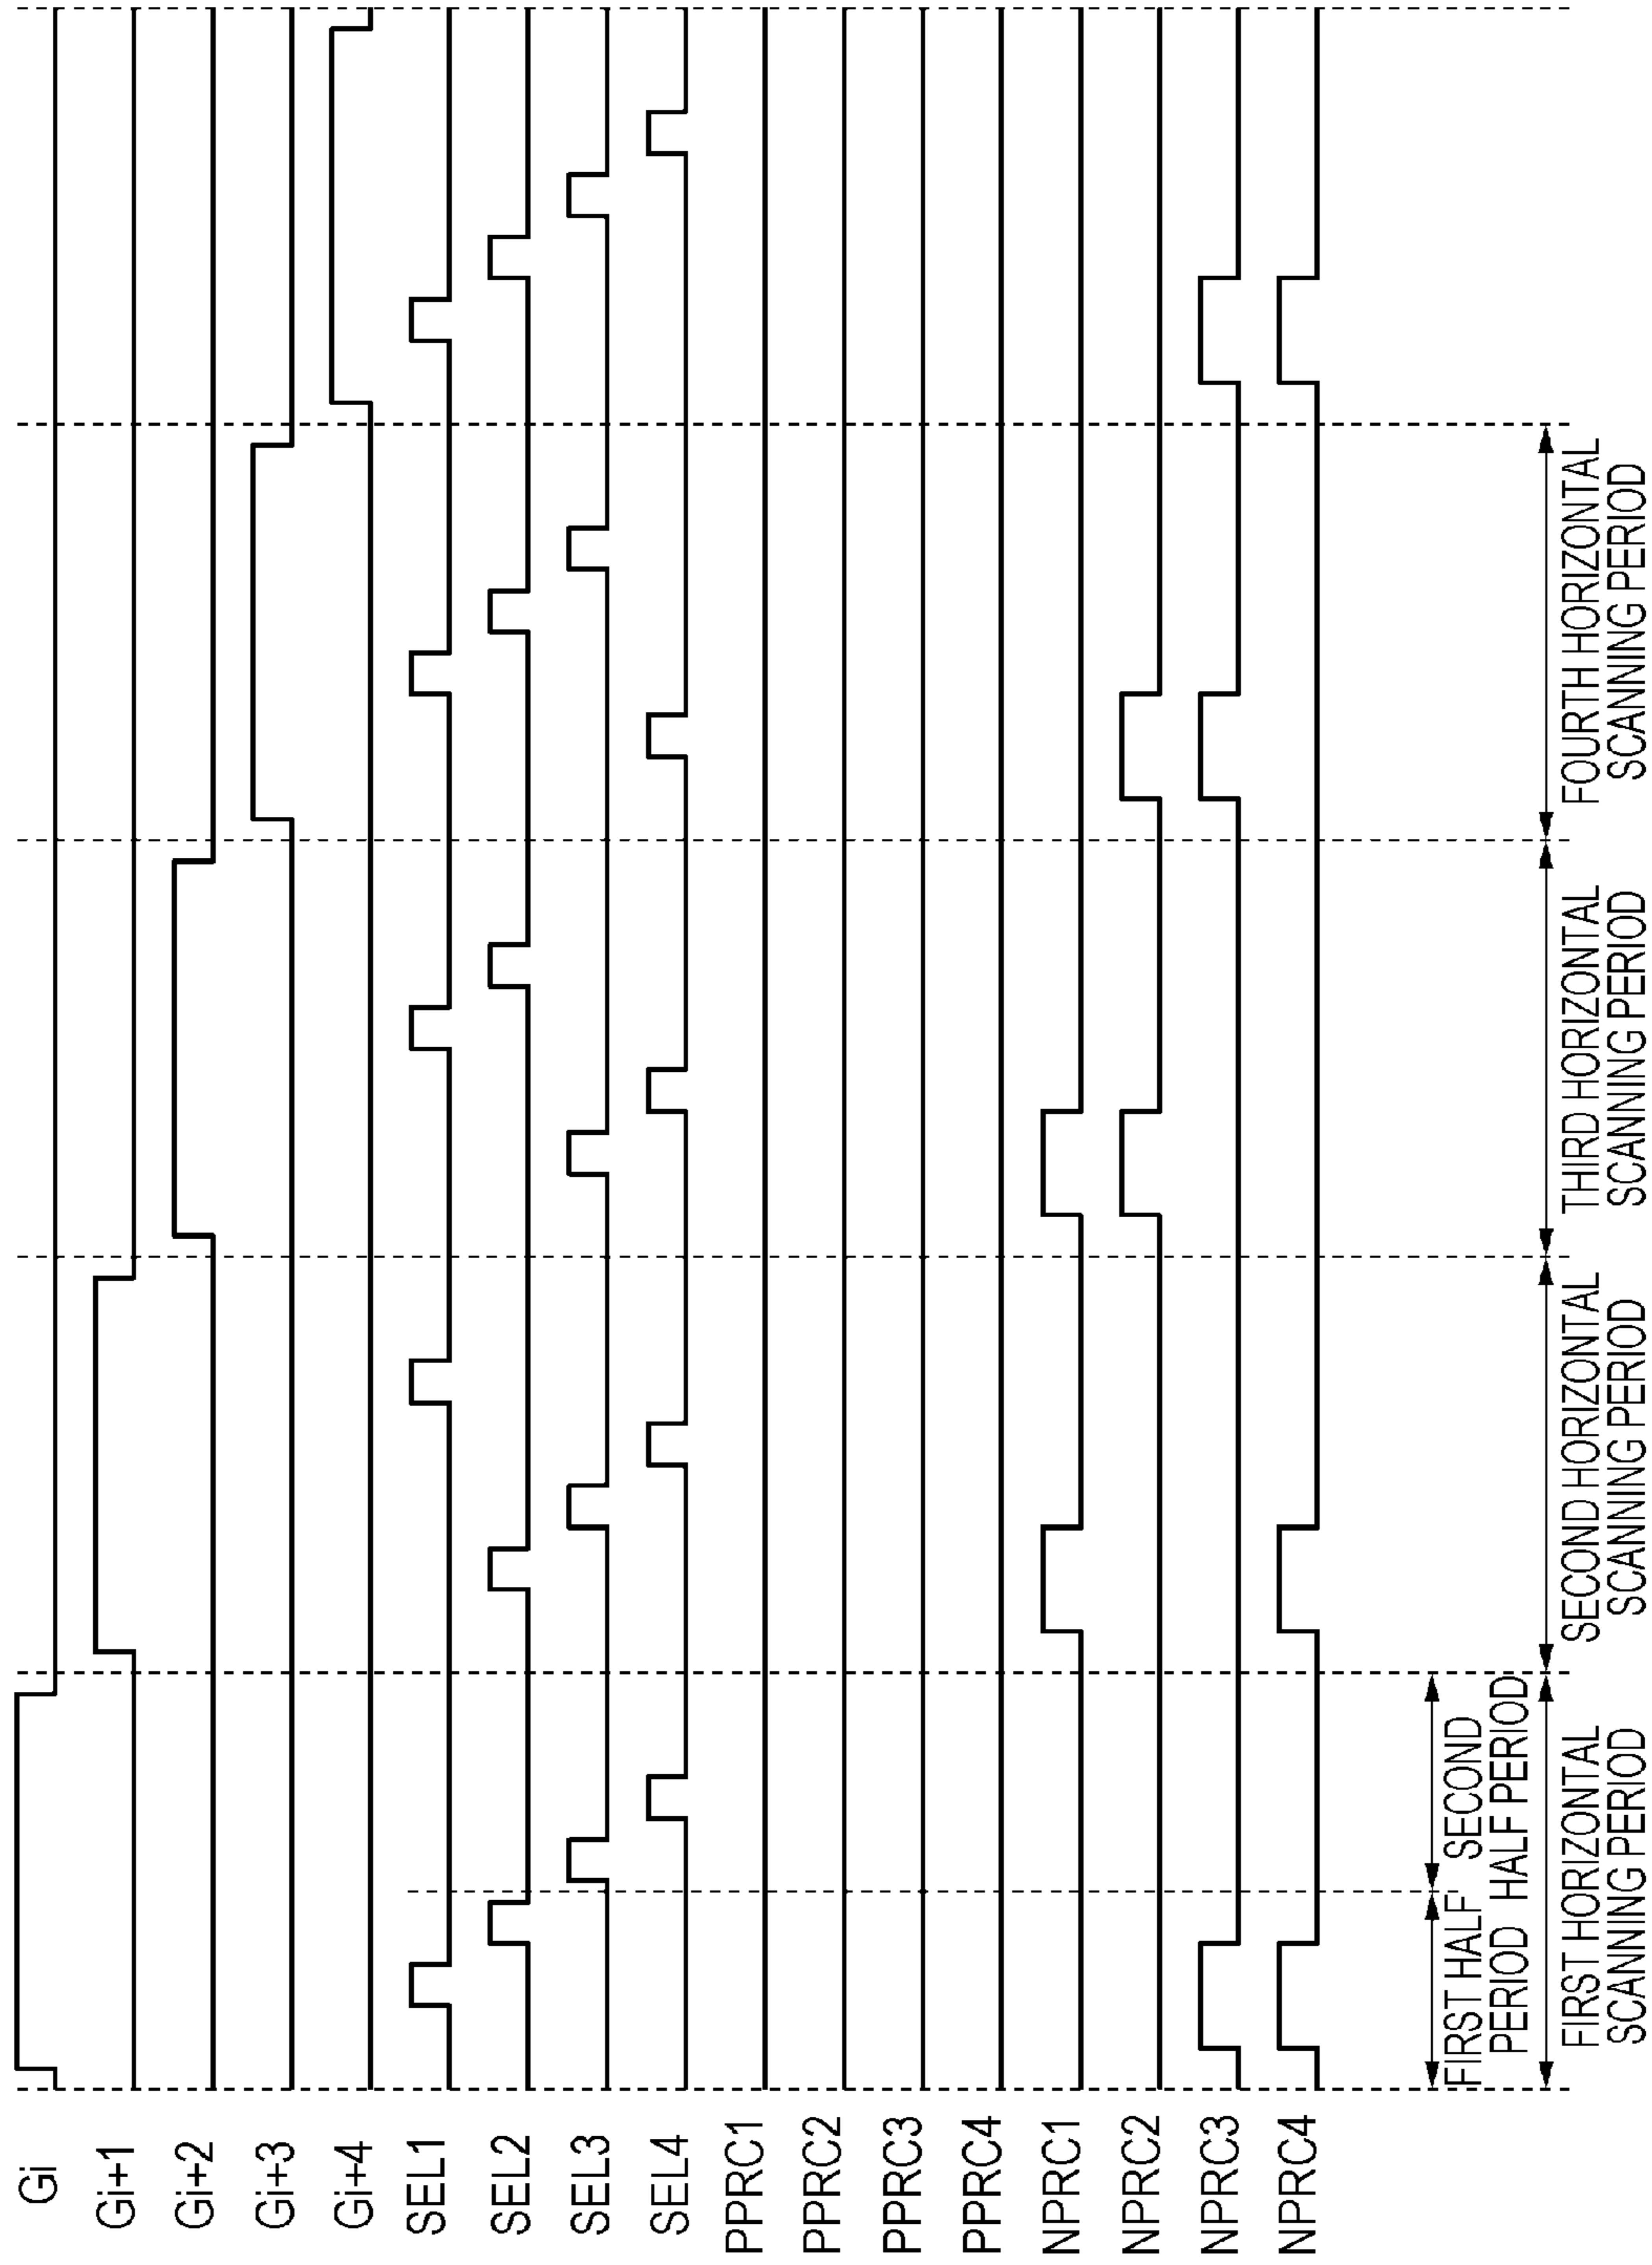 Gi
Gi+1
Gi+2
Gi+3
Gi+4
SEL1
SEL2
SEL3
SEL4
PPRC1
PPRC2
PPRC3
PPRC4
NPRC1
NPRC2
NPRC3
NPRC4
FIRST HALF
PERIOD
SECOND
HALF PERIOD
FIRST HORIZONTAL
SCANNING PERIOD
SECOND HORIZONTAL
SCANNING PERIOD
THIRD HORIZONTAL
SCANNING PERIOD
FOURTH HORIZONTAL
SCANNING PERIOD